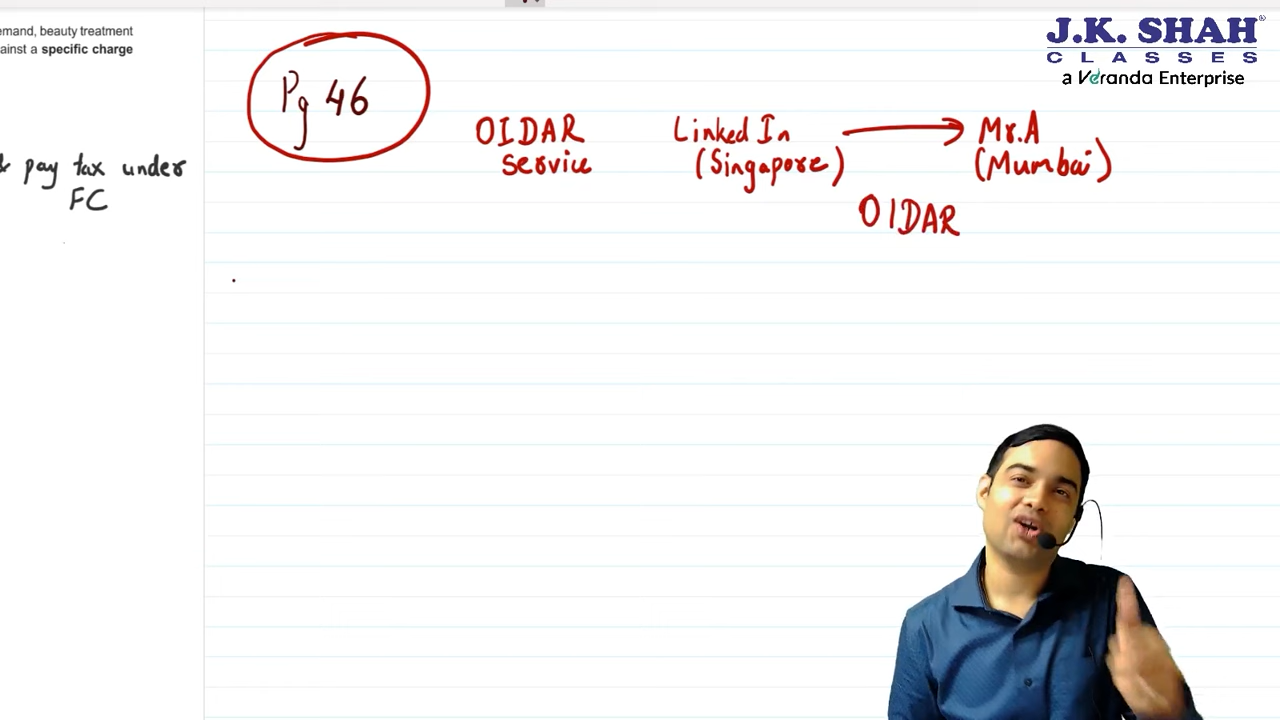 emand, beauty treatment
ainst a specific charge
& pay tax under
FC
Pg 46
OIDAR
service
Linked In
(Singapore)
Mr.A
(Mumbai)
OIDAR
J.K. SHAH®
CLASSES
a Veranda Enterprise